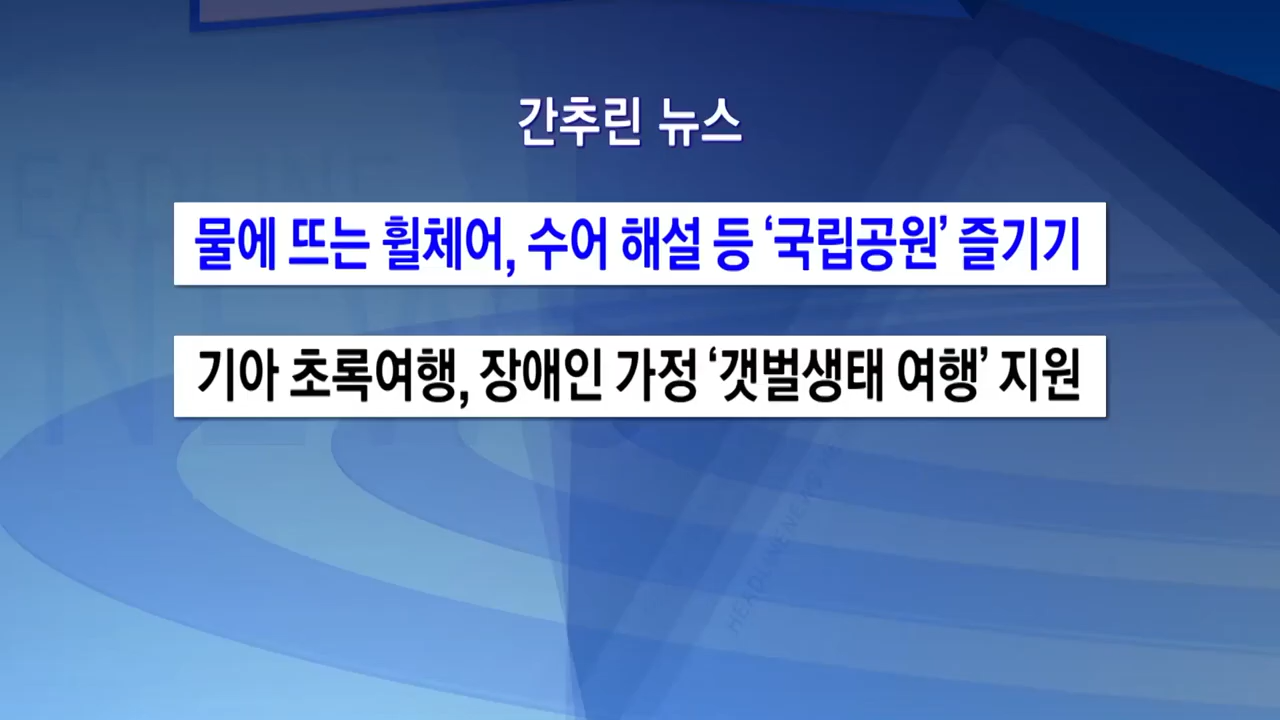 간추린 뉴스
물에 뜨는 휠체어, 수어 해설 등 ‘국립공원’ 즐기기
기아 초록여행, 장애인 가정 ‘갯벌생태 여행’ 지원